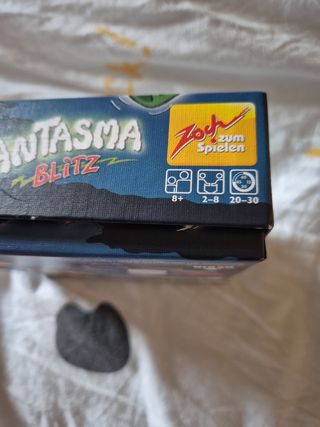 ANTASMA
BLITZ
Zoch
zum
Spielen
8+ 2–8 20–30